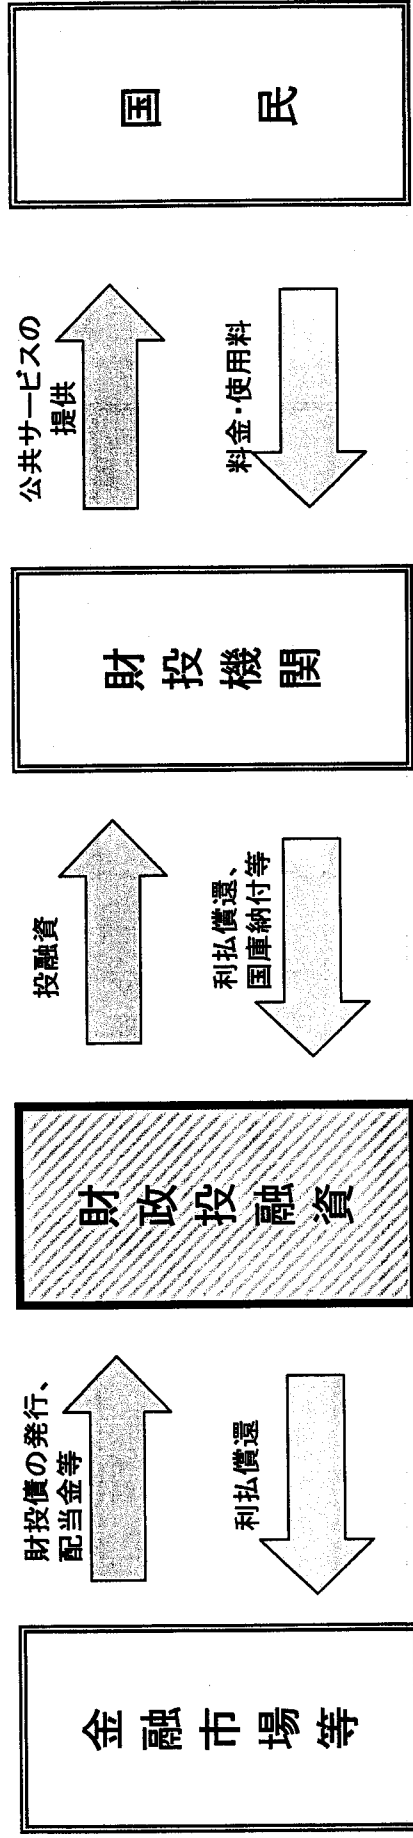 金融市場等
財投債の発行、
配当金等
利払償還
財政投融資
投融資
利払償還、
国庫納付等
財投機関
公共サービスの
提供
料金・使用料
国民